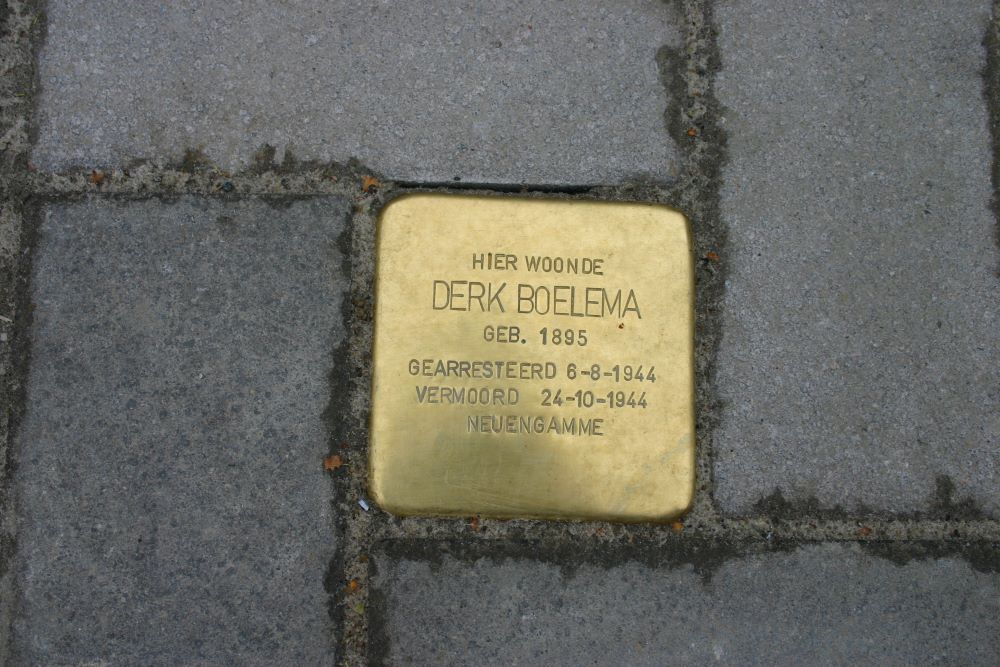 HIER WOONDE
DERK BOELEMA
GEB. 1895
GEARRESTEERD 6-8-1944
VERMOORD 24-10-1944
NEUENGAMME